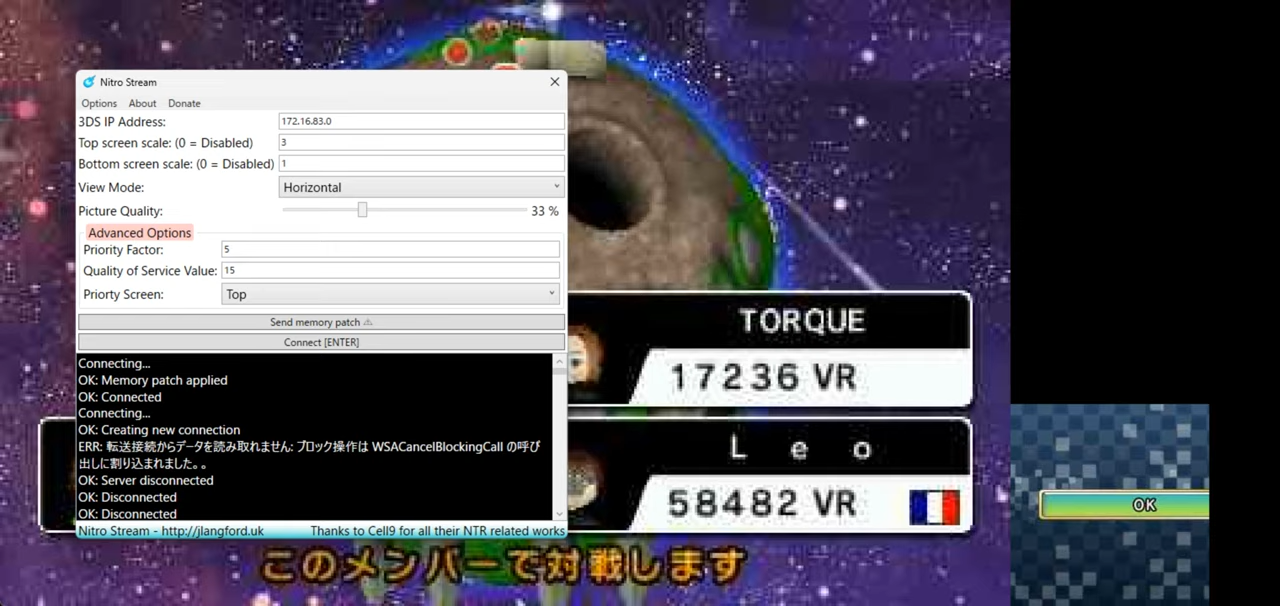 Nitro Stream
Options About Donate
3DS IP Address: 172.16.83.0
Top screen scale: (0 = Disabled) 3
Bottom screen scale: (0 = Disabled) 1
View Mode: Horizontal
Picture Quality: 33 %
Advanced Options
Priority Factor: 5
Quality of Service Value: 15
Priorty Screen: Top
Send memory patch ⚠
Connect [ENTER]
Connecting...
OK: Memory patch applied
OK: Connected
Connecting...
OK: Creating new connection
ERR: 転送接続からデータを読み取れません: ブロック操作は WSACancelBlockingCall の呼び
出しに割り込まれました。。
OK: Server disconnected
OK: Disconnected
OK: Disconnected
Nitro Stream - http://jlangford.uk Thanks to Cell9 for all their NTR related works
TORQUE
17236 VR
Leo
58482 VR
このメンバーで対戦します
OK